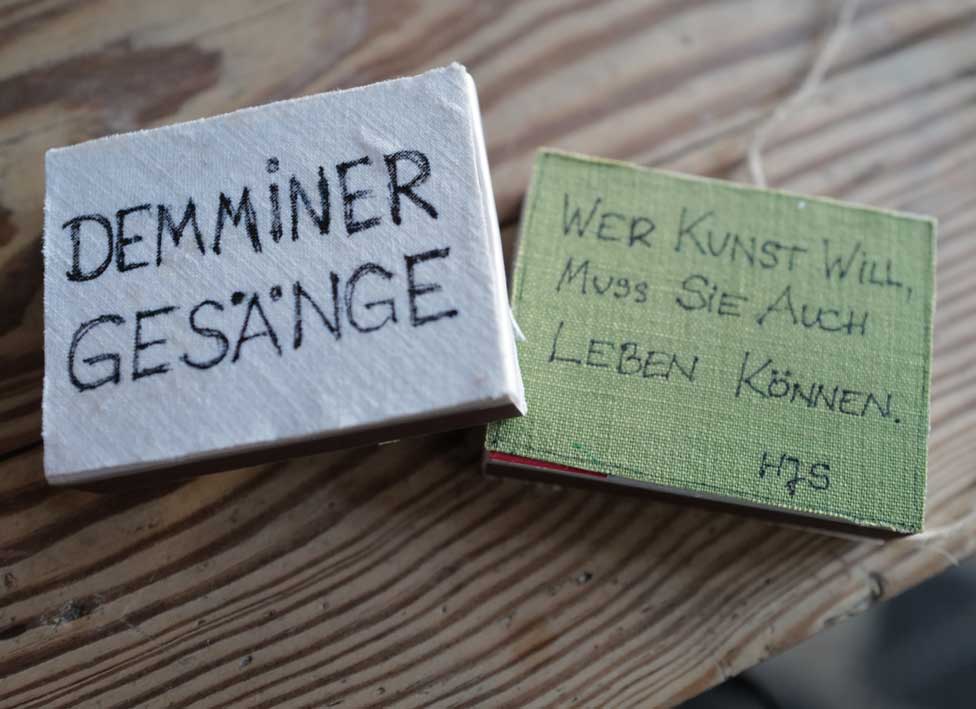 DEMMiNER
GESÄNGE
WER KUNST WILL,
MUSS SIE AUCH
LEBEN KÖNNEN.
HJS